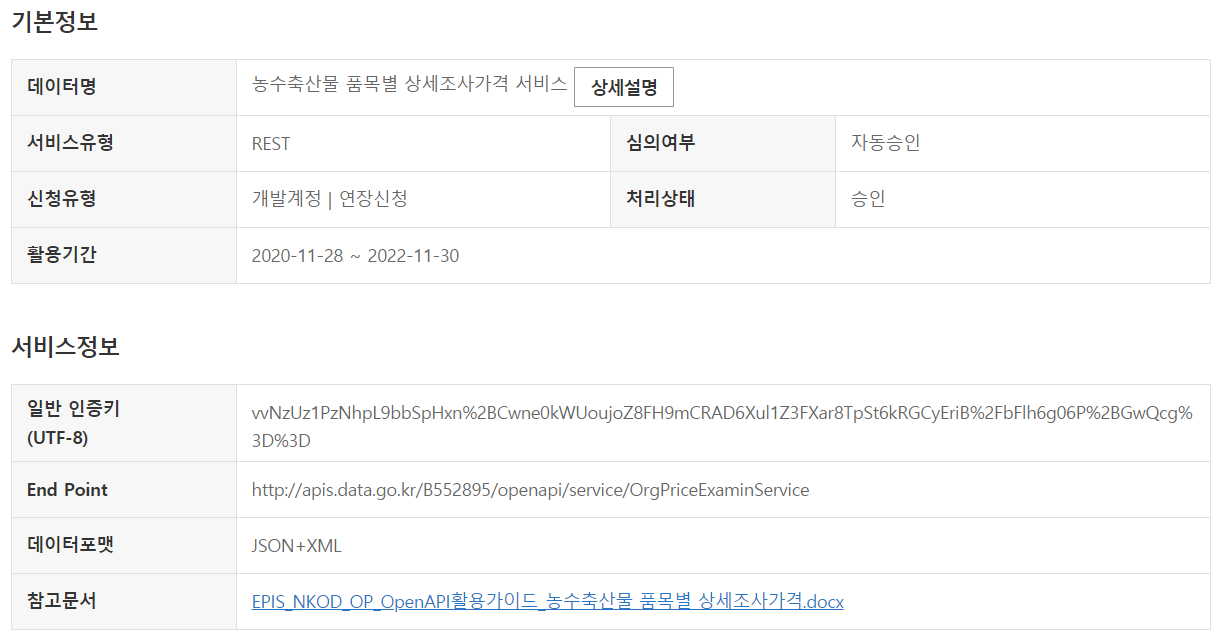 기본정보
데이터명 농수축산물 품목별 상세조사가격 서비스 상세설명
서비스유형 REST 심의여부 자동승인
신청유형 개발계정 | 연장신청 처리상태 승인
활용기간 2020-11-28 ~ 2022-11-30
서비스정보
일반 인증키
(UTF-8)
vvNzUz1PzNhpL9bbSpHxn%2BCwne0kWUoujoZ8FH9mCRAD6Xul1Z3FXar8TpSt6kRGCyEriB%2FbFlh6g06P%2BGwQcg%
3D%3D
End Point http://apis.data.go.kr/B552895/openapi/service/OrgPriceExaminService
데이터포맷 JSON+XML
참고문서 EPIS_NKOD_OP_OpenAPI활용가이드_농수축산물 품목별 상세조사가격.docx